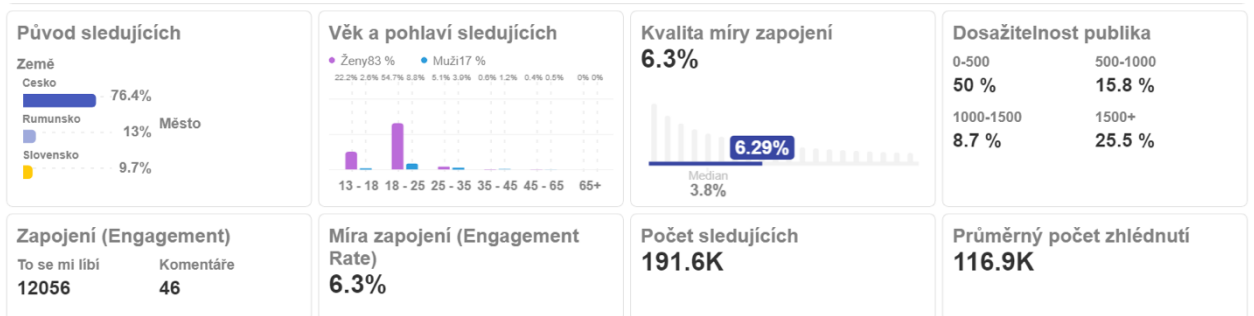 Původ sledujících
Země
Česko
76.4%
Rumunsko
13%
Město
Slovensko
9.7%
Věk a pohlaví sledujících
Ženy83 % Muži17 %
22.2% 2.6% 54.7% 8.8% 5.1% 3.9% 0.6% 1.2% 0.4% 0.5% 0% 0%
13 - 18 18 - 25 25 - 35 35 - 45 45 - 65 65+
Kvalita míry zapojení
6.3%
6.29%
Median
3.8%
Dosažitelnost publika
0-500 500-1000
50 % 15.8 %
1000-1500 1500+
8.7 % 25.5 %
Zapojení (Engagement)
To se mi líbí Komentáře
12056 46
Míra zapojení (Engagement
Rate)
6.3%
Počet sledujících
191.6K
Průměrný počet zhlédnutí
116.9K